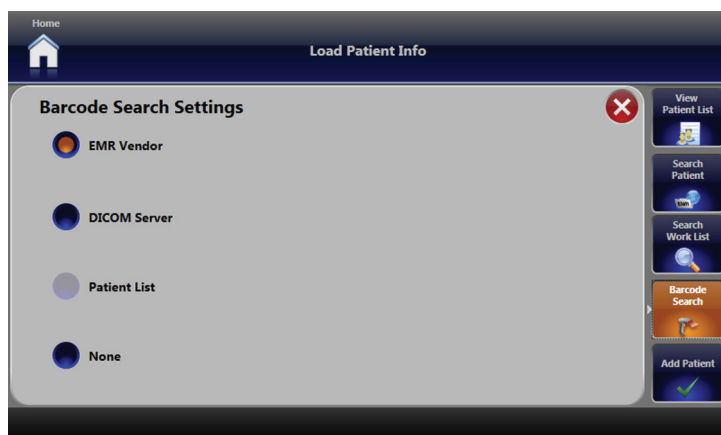 Home
Load Patient Info
Barcode Search Settings
EMR Vendor
DICOM Server
Patient List
None
View
Patient List
Search
Patient
EMR
Search
Work List
Barcode
Search
Add Patient